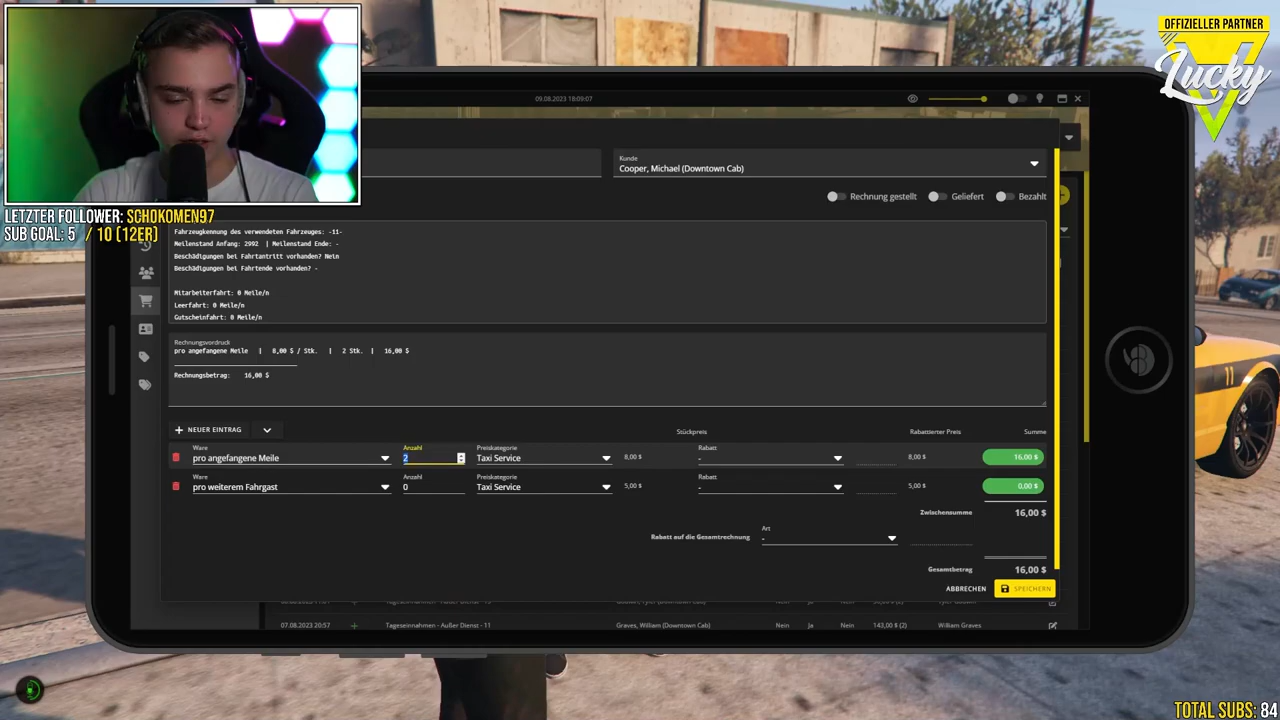 OFFIZIELLER PARTNER
Lucky V
09.08.2023 18:09:07
LETZTER FOLLOWER: SCHOKOMEN97
SUB GOAL: 5 / 10 (12ER)
Kunde
Cooper, Michael (Downtown Cab)
Rechnung gestellt Geliefert Bezahlt
Fahrzeugkennung des verwendeten Fahrzeuges: -11-
Meilenstand Anfang: 2992 | Meilenstand Ende: -
Beschädigungen bei Fahrtantritt vorhanden? Nein
Beschädigungen bei Fahrtende vorhanden? -
Mitarbeiterfahrt: 0 Meile/n
Leerfahrt: 0 Meile/n
Gutscheinfahrt: 0 Meile/n
Rechnungsvordruck
pro angefangene Meile | 8,00 $ / Stk. | 2 Stk. | 16,00 $
Rechnungsbetrag: 16,00 $
+ NEUER EINTRAG
Stückpreis Rabattierter Preis Summe
Ware Anzahl Preiskategorie Rabatt
pro angefangene Meile 2 Taxi Service 8,00 $ - 8,00 $ 16,00 $
Ware Anzahl Preiskategorie Rabatt
pro weiterem Fahrgast 0 Taxi Service 5,00 $ - 5,00 $ 0,00 $
Zwischensumme 16,00 $
Art
Rabatt auf die Gesamtrechnung -
Gesamtbetrag 16,00 $
ABBRECHEN SPEICHERN
07.08.2023 20:57 + Tageseinnahmen - Außer Dienst - 11 Graves, William (Downtown Cab) Nein Ja Nein 143,00 $ (2) William Graves
11
TOTAL SUBS: 84